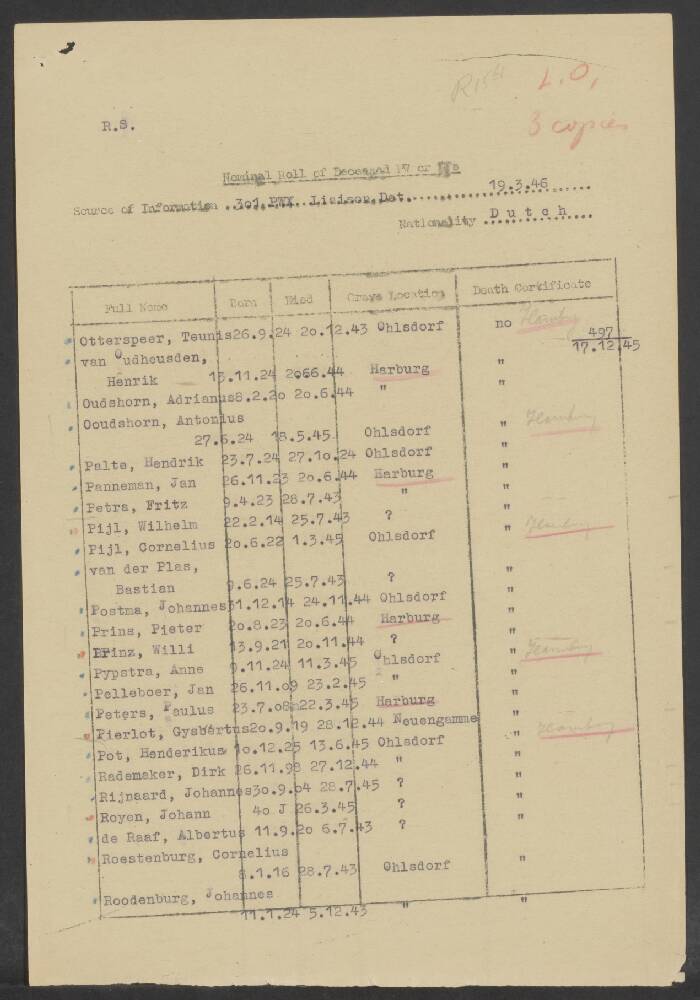 L.O,
3 copies
R.S.
Nominal Roll of Deceased
Source of Information ..301 PWX. Liaison.Det. 19.3.46
Nationality ..D u t c h
Full Name Born Died Grave Location Death Certificate
Otterspeer, Teunis 26.9.24 20.12.43 Ohlsdorf no 497
17.12.45
van Oudheusden,
Henrik 13.11.24 2066.44 Harburg "
Oudshorn, Adrianus 8.2.20 20.6.44 " "
Ooudshorn, Antonius
27.6.24 18.5.45. Ohlsdorf " Hamburg
Palte, Hendrik 23.7.24 27.10.24 Ohlsdorf "
Panneman, Jan 26.11.23 20.6.44 Harburg "
Petra, Fritz 9.4.23 28.7.43 " "
Pijl, Wilhelm 22.2.14 25.7.43 ? "
Pijl, Cornelius 20.6.22 1.3.45 Ohlsdorf " Hamburg
van der Plas,
Bastian 9.6.24 25.7.43 ? "
Postma, Johannes 31.12.14 24.11.44 Ohlsdorf "
Prins, Pieter 20.8.23 20.6.44 Harburg "
Prinz, Willi 13.9.21 20.11.44 ? "
Pypstra, Anne 9.11.24 11.3.45 Ohlsdorf " Hamburg
Pelleboer, Jan 26.11.09 23.2.45 " "
Peters, Paulus 23.7.08 22.3.45 Harburg "
Pierlot, Gysbertus 20.9.19 28.12.44 Neuengamme "
Pot, Henderikus 10.12.25 13.6.45 Ohlsdorf " Hamburg
Rademaker, Dirk 26.11.98 27.12.44 " "
Rijnaard, Johannes 30.9.04 28.7.45 ? "
Royen, Johann 40 J 26.3.45 ? "
de Raaf, Albertus 11.9.20 6.7.43 ? "
Roestenburg, Cornelius
8.1.16 28.7.43 Ohlsdorf "
Roodenburg, Johannes
11.1.24 5.12.43 " "